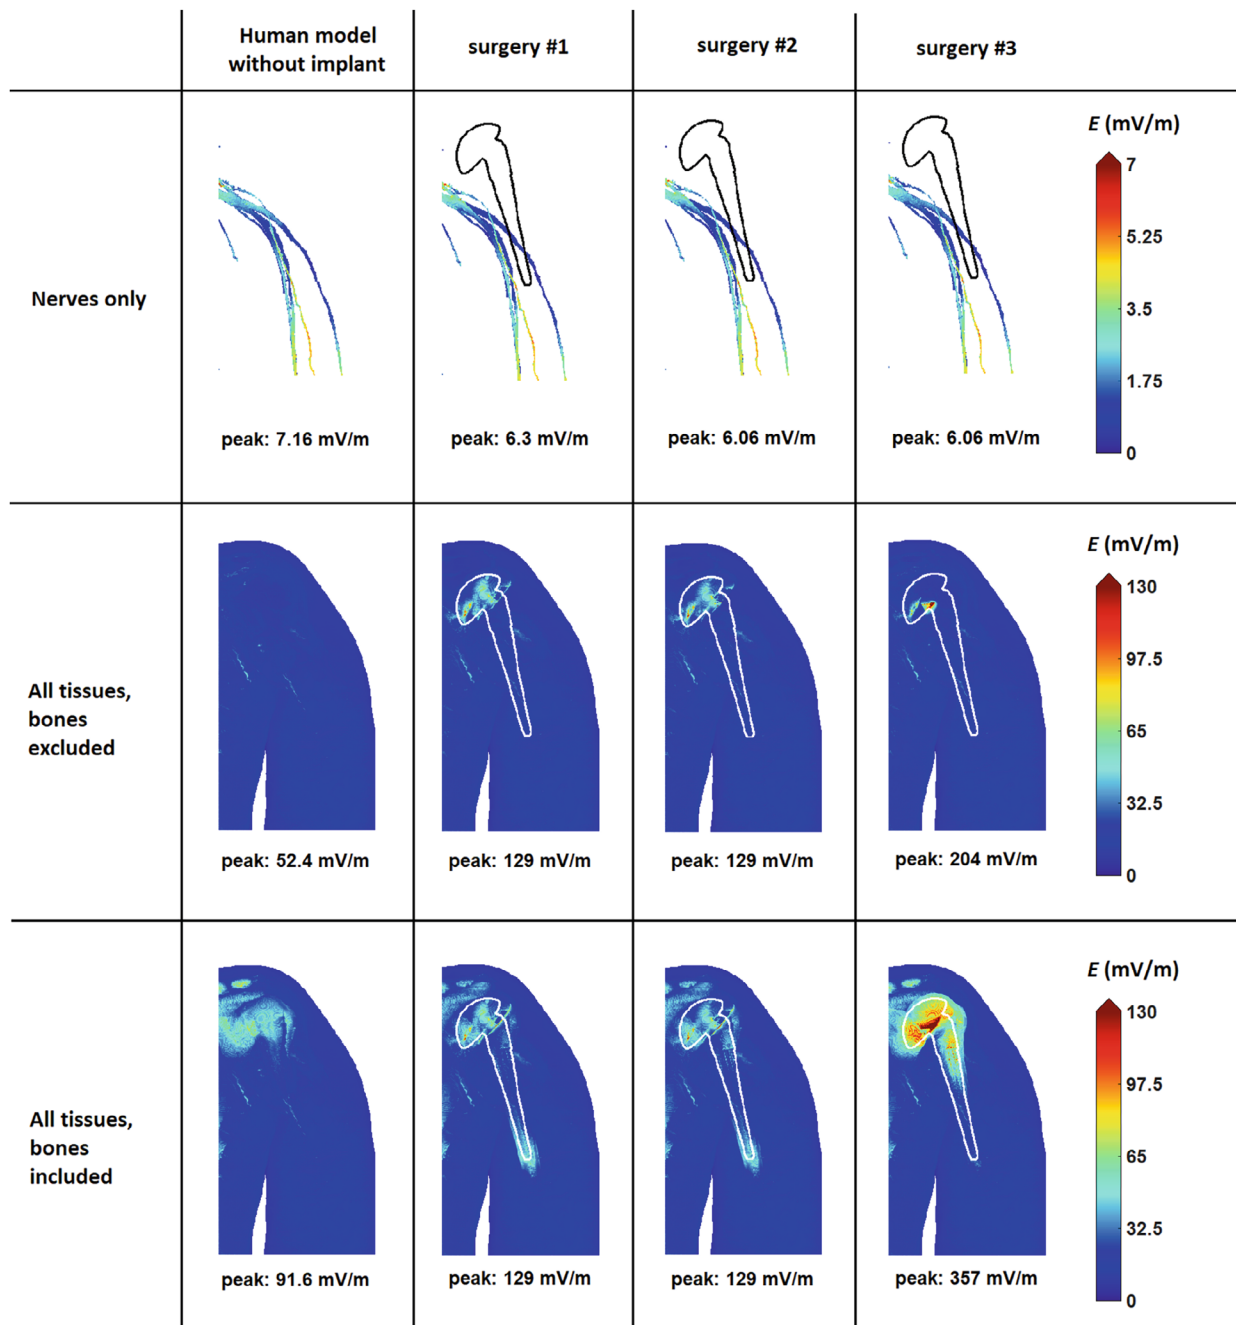 Human model
without implant
surgery #1
surgery #2
surgery #3
Nerves only
E (mV/m)
7
5.25
3.5
1.75
0
peak: 7.16 mV/m
peak: 6.3 mV/m
peak: 6.06 mV/m
peak: 6.06 mV/m
All tissues,
bones
excluded
E (mV/m)
130
97.5
65
32.5
0
peak: 52.4 mV/m
peak: 129 mV/m
peak: 129 mV/m
peak: 204 mV/m
All tissues,
bones
included
E (mV/m)
130
97.5
65
32.5
0
peak: 91.6 mV/m
peak: 129 mV/m
peak: 129 mV/m
peak: 357 mV/m